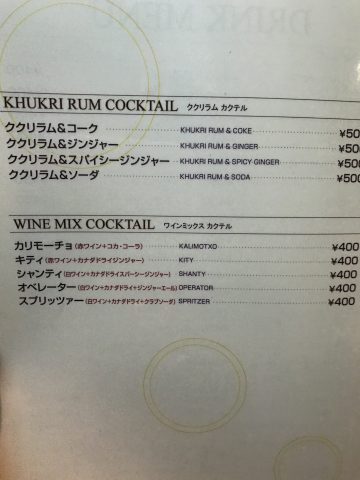 KHUKRI RUM COCKTAIL ククリラム カクテル
ククリラム&コーク KHUKRI RUM & COKE ¥500
ククリラム&ジンジャー KHUKRI RUM & GINGER ¥500
ククリラム&スパイシージンジャー KHUKRI RUM & SPICY GINGER ¥500
ククリラム&ソーダ KHUKRI RUM & SODA ¥500
WINE MIX COCKTAIL ワインミックス カクテル
カリモーチョ(赤ワイン+コカ・コーラ) KALIMOTXO ¥400
キティ(赤ワイン+カナダドライジンジャー) KITY ¥400
シャンティ(白ワイン+カナダドライスパーシージンジャー) SHANTY ¥400
オペレーター(白ワイン+カナダドライ+ジンジャーエール) OPERATOR ¥400
スプリッツァー(白ワイン+カナダドライ+クラブソーダ) SPRITZER ¥400